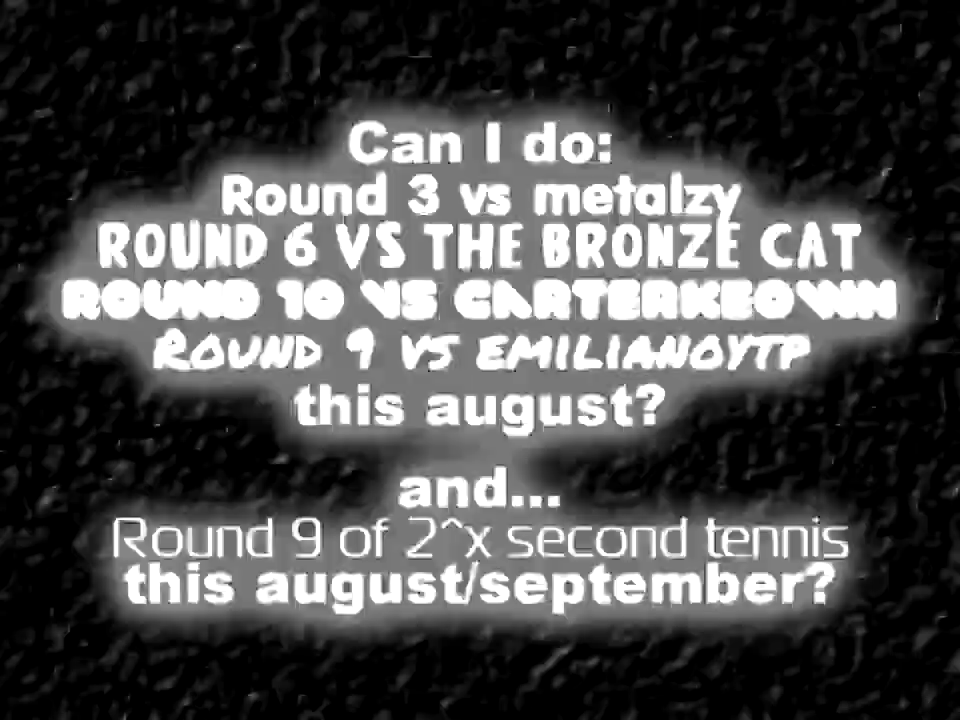 Can I do:
Round 3 vs metalzy
ROUND 6 VS THE BRONZE CAT
ROUND 10 VS CARTERKEOWN
ROUND 9 VS EMILIANOYTP
this august?
and...
Round 9 of 2^x second tennis
this august/september?